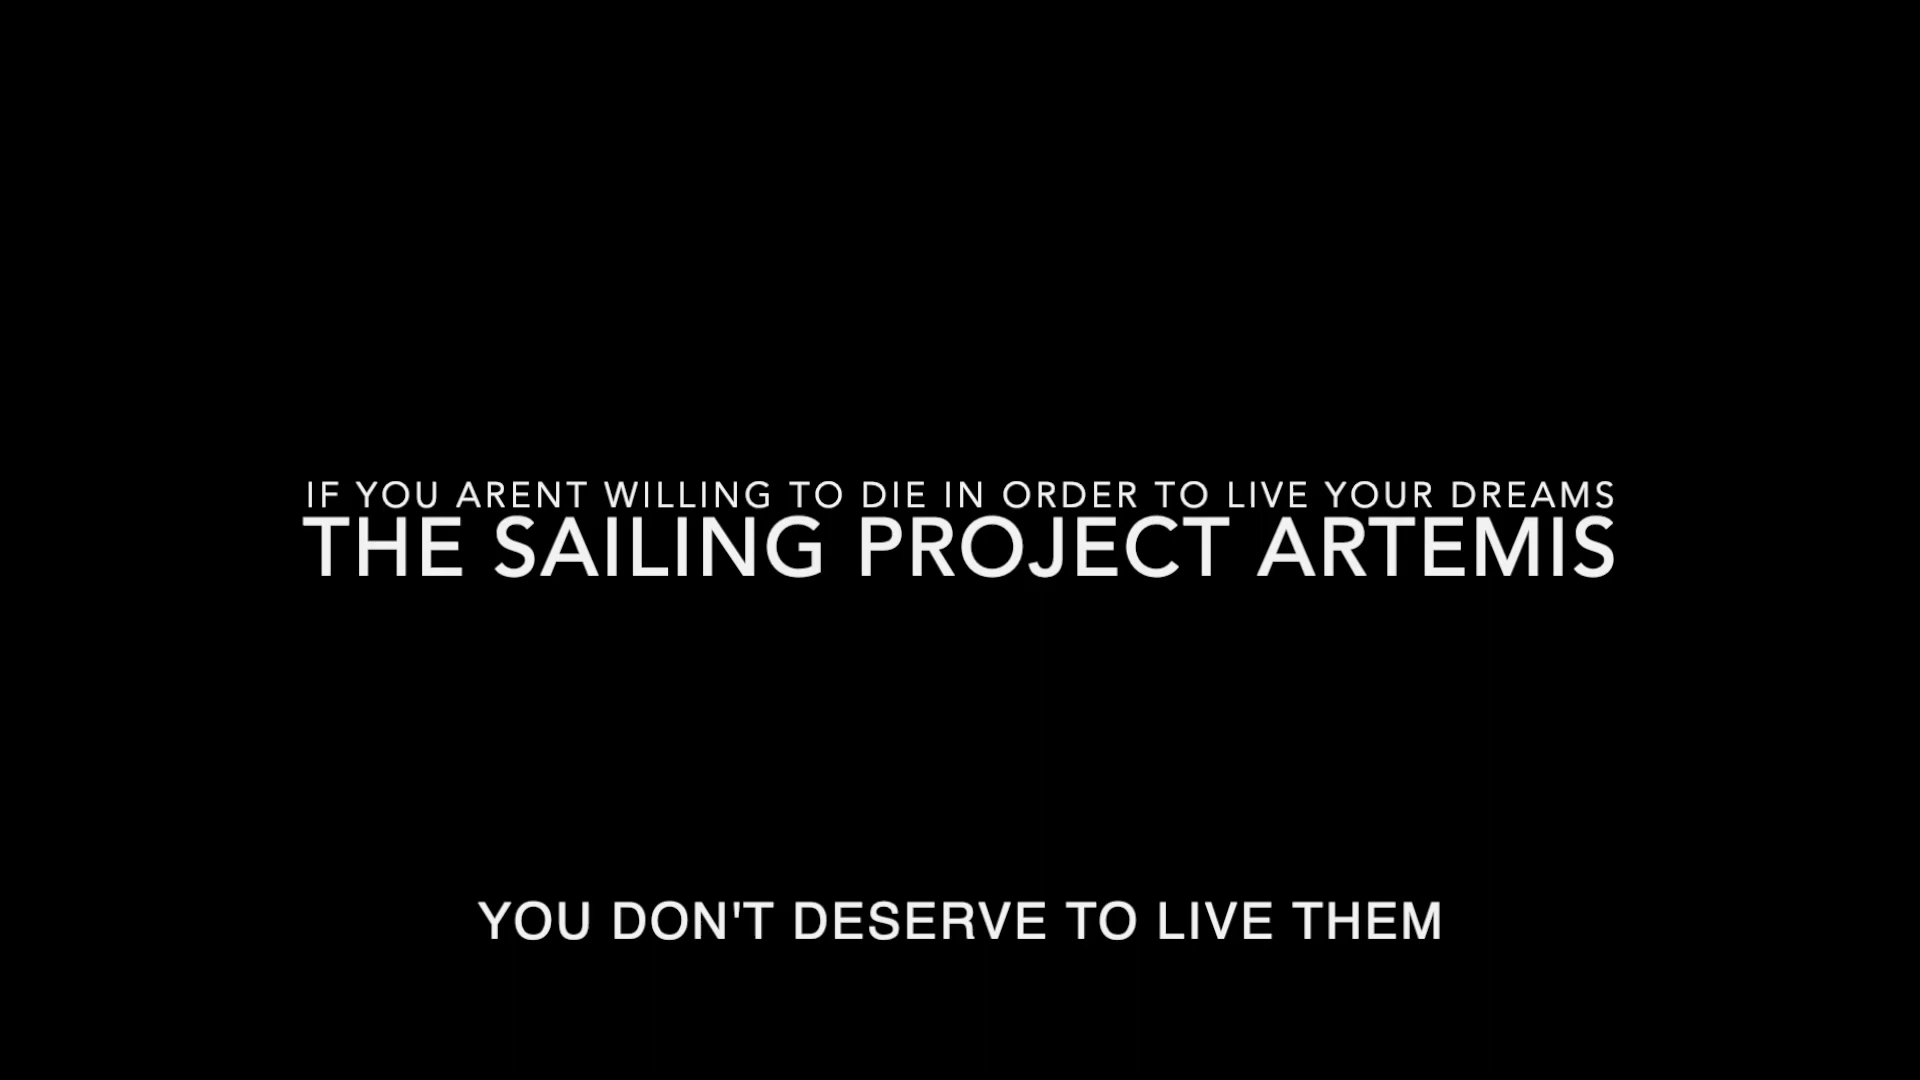 IF YOU ARENT WILLING TO DIE IN ORDER TO LIVE YOUR DREAMS
THE SAILING PROJECT ARTEMIS
YOU DON'T DESERVE TO LIVE THEM